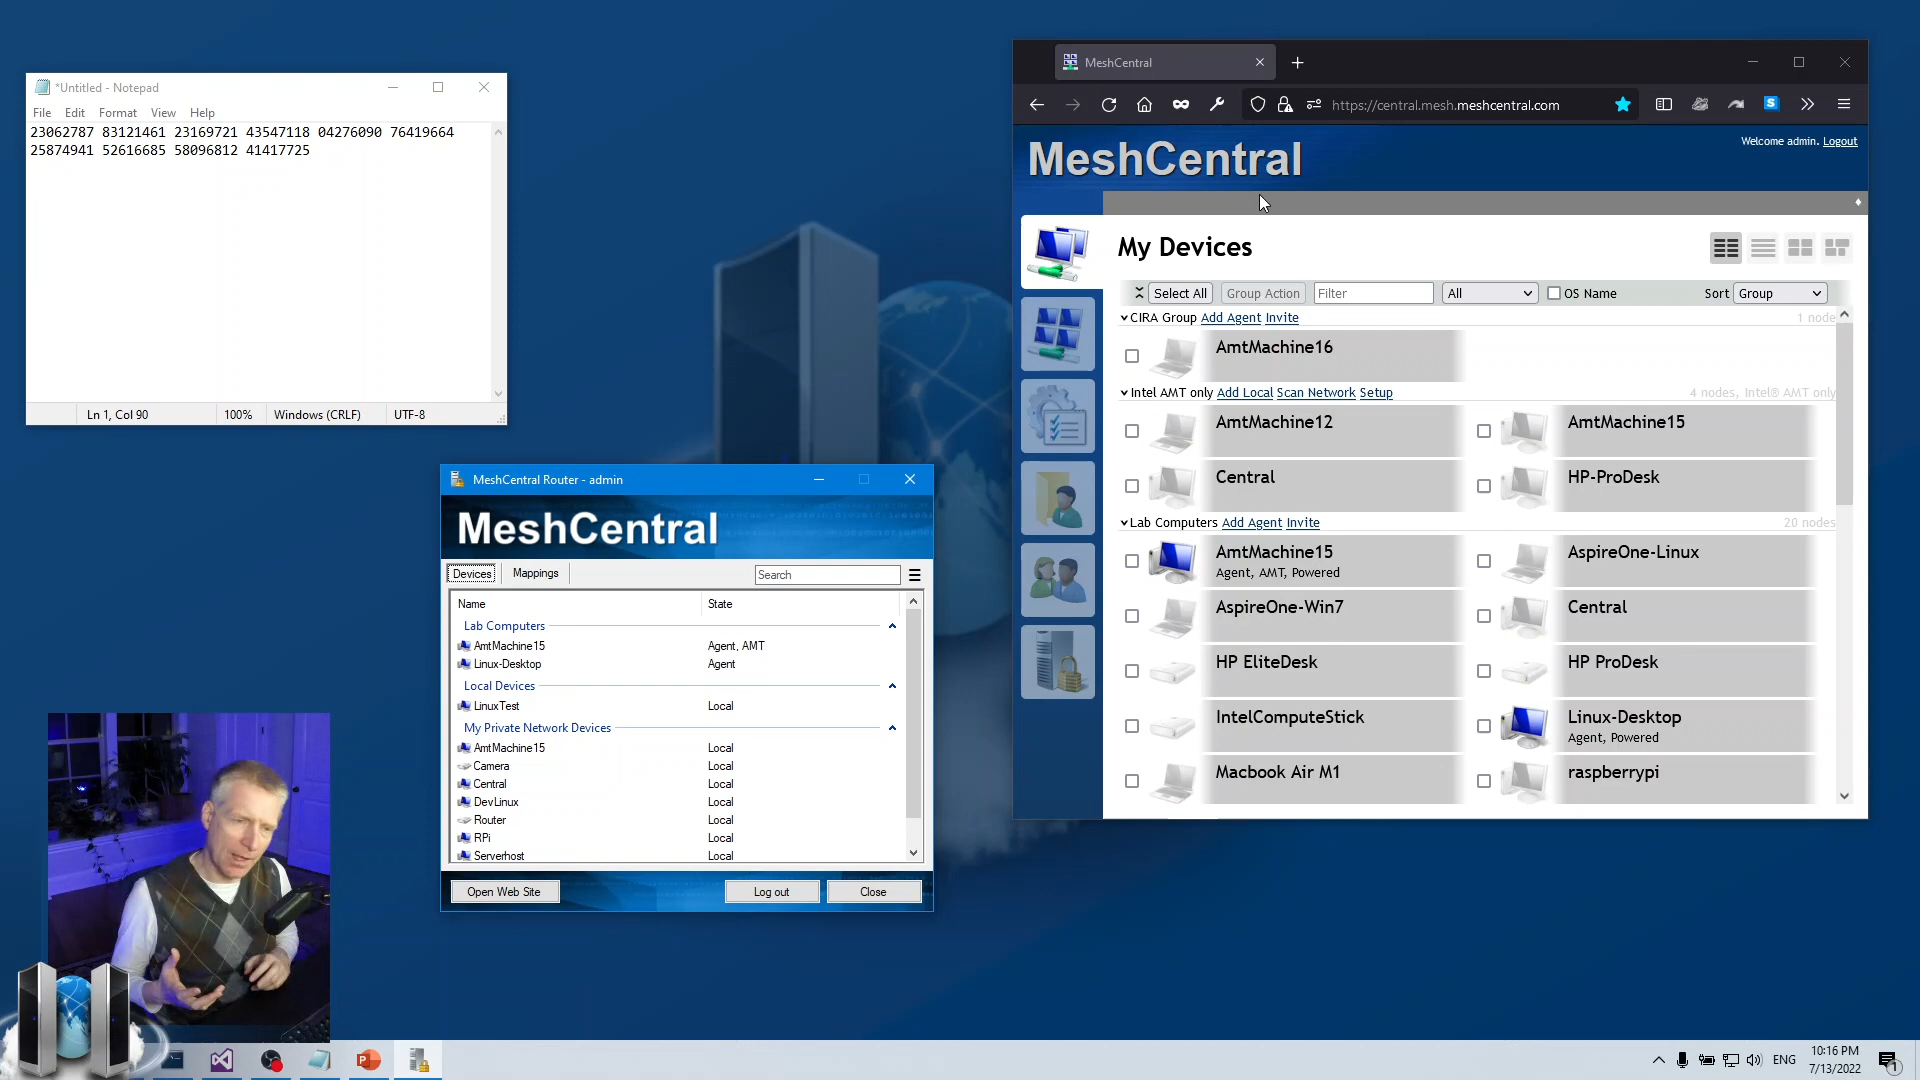 *Untitled - Notepad
File Edit Format View Help
23062787 83121461 23169721 43547118 04276090 76419664
25874941 52616685 58096812 41417725
Ln 1, Col 90 100% Windows (CRLF) UTF-8
MeshCentral Router - admin
MeshCentral
Devices Mappings Search
Name State
Lab Computers
AmtMachine15 Agent, AMT
Linux-Desktop Agent
Local Devices
LinuxTest Local
My Private Network Devices
AmtMachine15 Local
Camera Local
Central Local
DevLinux Local
Router Local
RPi Local
Serverhost Local
Open Web Site Log out Close
MeshCentral
https://central.mesh.meshcentral.com
MeshCentral
Welcome admin. Logout
My Devices
Select All Group Action Filter All OS Name Sort Group
CIRA Group Add Agent Invite 1 node
AmtMachine16
Intel AMT only Add Local Scan Network Setup 4 nodes, Intel® AMT only
AmtMachine12 AmtMachine15
Central HP-ProDesk
Lab Computers Add Agent Invite 20 nodes
AmtMachine15 AspireOne-Linux
Agent, AMT, Powered
AspireOne-Win7 Central
HP EliteDesk HP ProDesk
IntelComputeStick Linux-Desktop
Agent, Powered
Macbook Air M1 raspberrypi
ENG 10:16 PM
7/13/2022
1